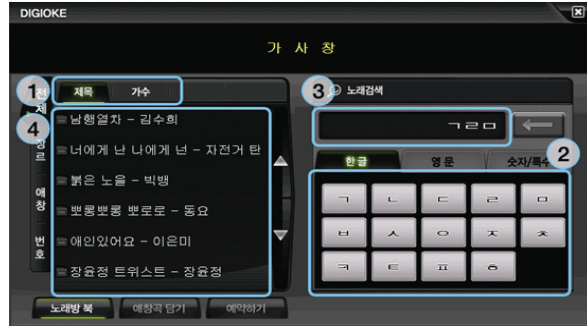 DIGIOKE
가 사 창
1
제목
가수
3
노래검색
전체
4
남행열차 - 김수희
ㄱㄹㅁ
너에게 난 나에게 넌 - 자전거 탄
장르
한글
영문
숫자/특수
2
붉은 노을 - 빅뱅
ㄱ ㄴ ㄷ ㄹ ㅁ
애창
뽀롱뽀롱 뽀로로 - 동요
ㅂ ㅅ ㅇ ㅈ ㅊ
번호
애인있어요 - 이은미
장윤정 트위스트 - 장윤정
ㅋ ㅌ ㅍ ㅎ
노래방 북
애창곡 담기
예약하기